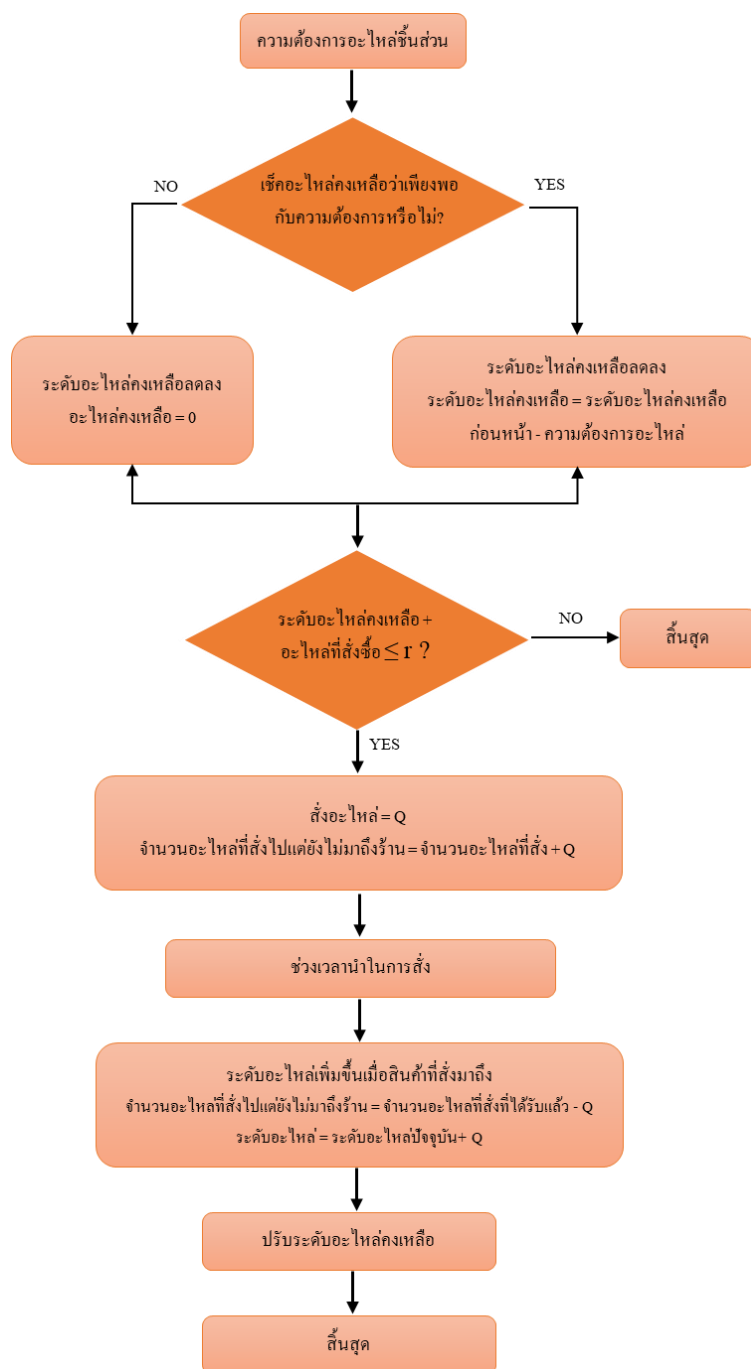 ความต้องการอะไหล่ชิ้นส่วน
เช็คอะไหล่คงเหลือว่าเพียงพอ
กับความต้องการหรือไม่?
NO
YES
ระดับอะไหล่คงเหลือลดลง
อะไหล่คงเหลือ = 0
ระดับอะไหล่คงเหลือลดลง
ระดับอะไหล่คงเหลือ = ระดับอะไหล่คงเหลือ
ก่อนหน้า - ความต้องการอะไหล่
ระดับอะไหล่คงเหลือ +
อะไหล่ที่สั่งซื้อ ≤ r ?
NO
สิ้นสุด
YES
สั่งอะไหล่ = Q
จำนวนอะไหล่ที่สั่งไปแต่ยังไม่มาถึงร้าน = จำนวนอะไหล่ที่สั่ง + Q
ช่วงเวลานำในการสั่ง
ระดับอะไหล่เพิ่มขึ้นเมื่อสินค้าที่สั่งมาถึง
จำนวนอะไหล่ที่สั่งไปแต่ยังไม่มาถึงร้าน = จำนวนอะไหล่ที่สั่งที่ได้รับแล้ว - Q
ระดับอะไหล่ = ระดับอะไหล่ปัจจุบัน + Q
ปรับระดับอะไหล่คงเหลือ
สิ้นสุด